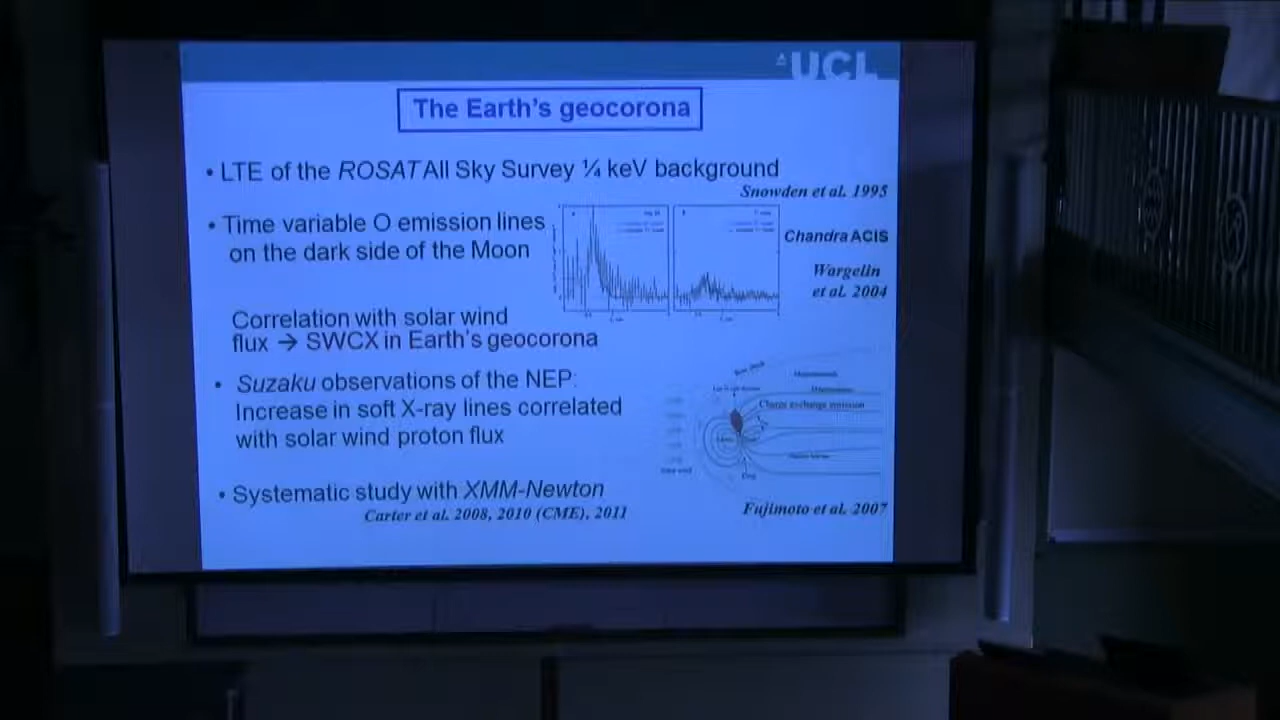 UCL
The Earth's geocorona
• LTE of the ROSAT All Sky Survey ¼ keV background
Snowden et al. 1995
• Time variable O emission lines
on the dark side of the Moon
Chandra ACIS
Wargelin
et al. 2004
Correlation with solar wind
flux → SWCX in Earth's geocorona
• Suzaku observations of the NEP:
Increase in soft X-ray lines correlated
with solar wind proton flux
Charge exchange emission
• Systematic study with XMM-Newton
Carter et al. 2008, 2010 (CME), 2011
Fujimoto et al. 2007